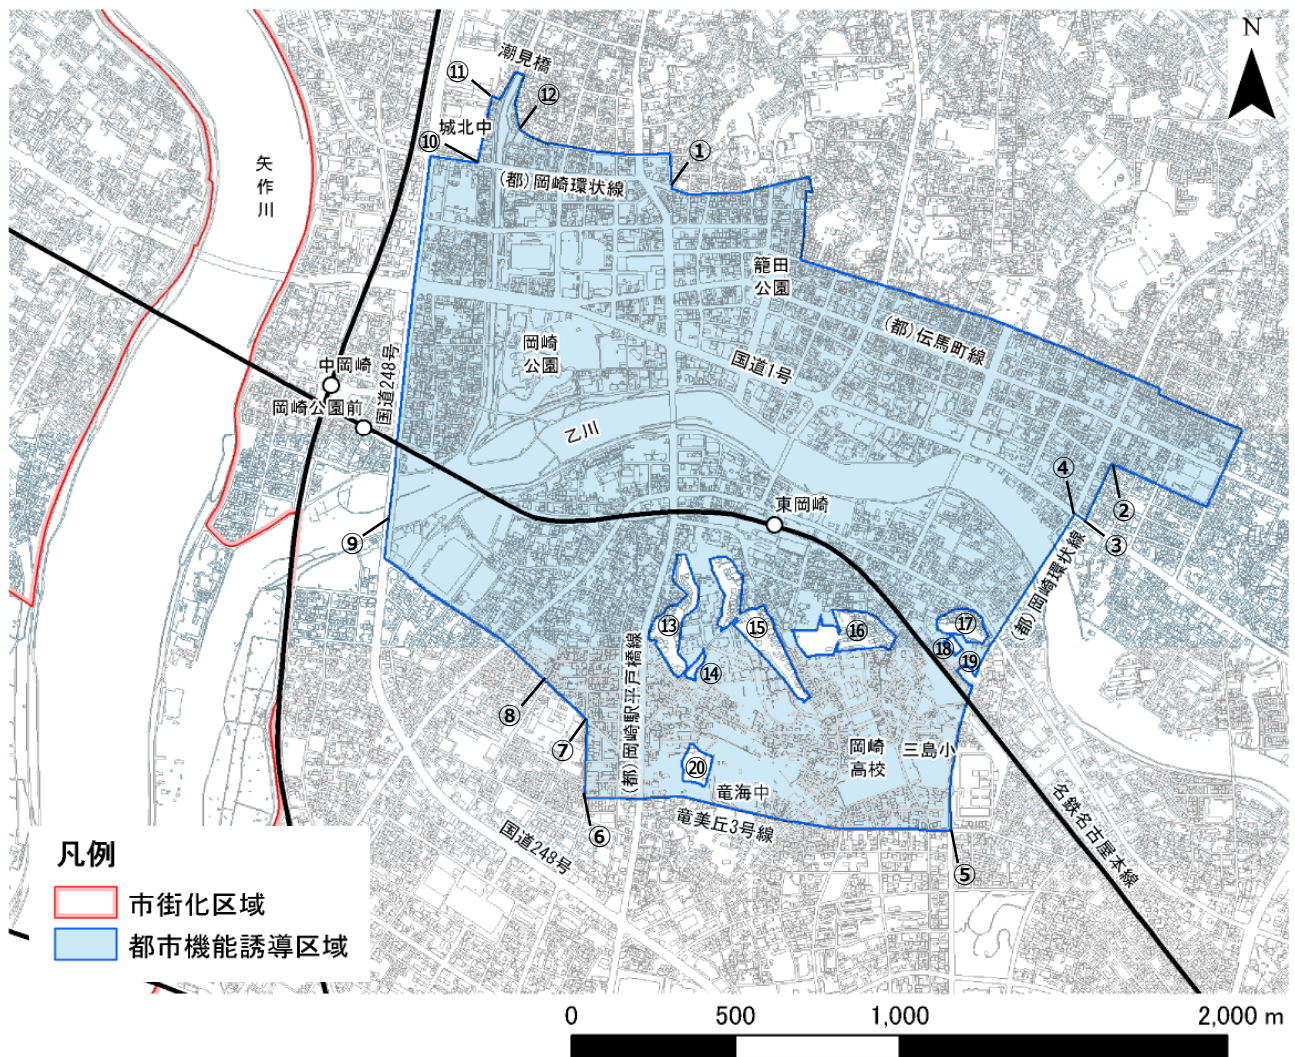 N
潮見橋
⑪
⑫
城北中
⑩
①
矢
作
川
(都)岡崎環状線
籠田
公園
(都)伝馬町線
岡崎
公園
国道1号
中岡崎
岡崎公園前
国道248号
乙川
④
②
③
東岡崎
⑨
(都)岡崎環状線
⑬
⑮
⑯
⑰
⑱
⑲
⑭
(都)岡崎駅平戸橋線
⑧
⑦
岡崎
高校
三島小
⑳
竜海中
竜美丘3号線
⑥
国道248号
⑤
名鉄名古屋本線
凡例
市街化区域
都市機能誘導区域
0 500 1,000 2,000 m